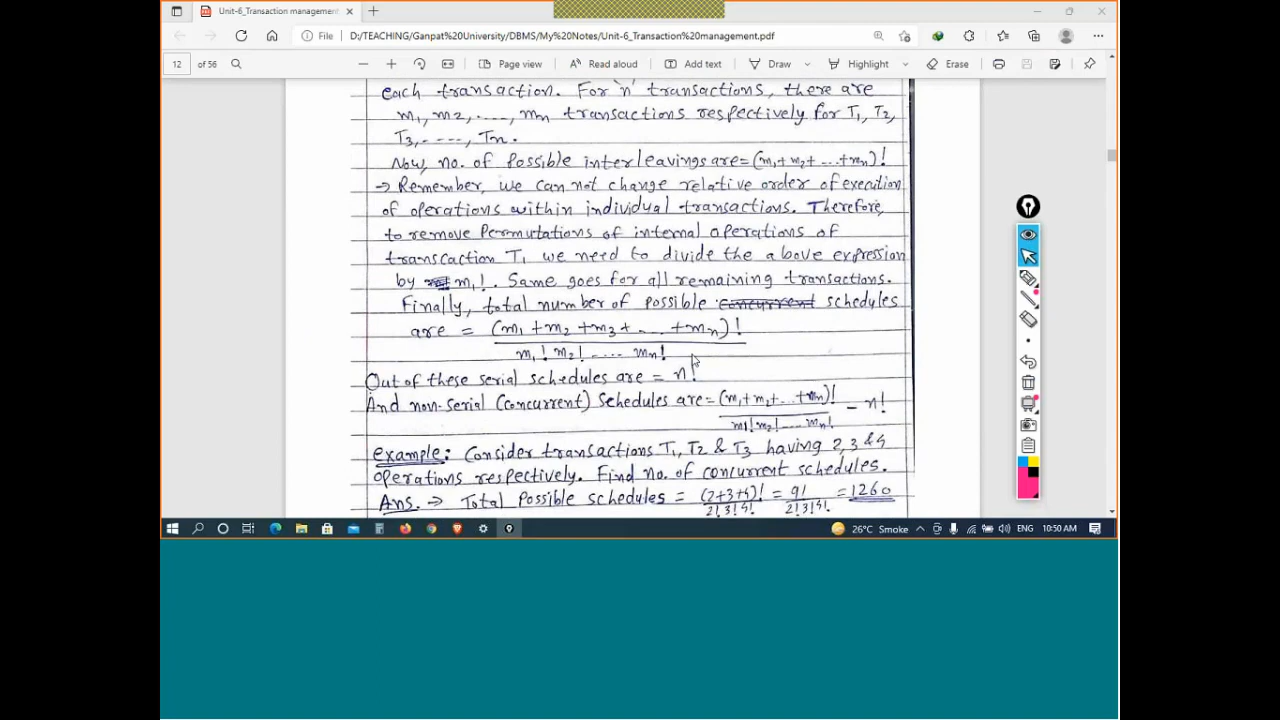 Unit-6_Transaction management
File
D:/TEACHING/Ganpat%20University/DBMS/My%20Notes/Unit-6_Transaction%20management.pdf
12 of 56
Page view
Read aloud
Add text
Draw
Highlight
Erase
each transaction. For 'n' transactions, there are
m1, m2, ...., mn transactions respectively for T1, T2,
T3, - ---, Tn.
Now, no. of possible interleavings are = (m1 + m2 + ... + mn)!
→ Remember, we can not change relative order of execution
of operations within individual transactions. Therefore,
to remove Permutations of internal operations of
transcaction T1 we need to divide the above expression
by m1!. Same goes for all remaining transactions.
Finally, total number of possible concurrent schedules
are = (m1 + m2 + m3 + ... + mn)!
m1! m2! .... mn!
Out of these serial schedules are = n!
And non-serial (concurrent) schedules are = (m1 + m2 + ... + mn)! - n!
m1! m2! .... mn!
example: Consider transactions T1, T2 & T3 having 2, 3 & 4
operations respectively. Find no. of concurrent schedules.
Ans. → Total Possible schedules = (2+3+4)! = 9! = 1260
2! 3! 4! 2! 3! 4!
26°C Smoke
ENG
10:50 AM